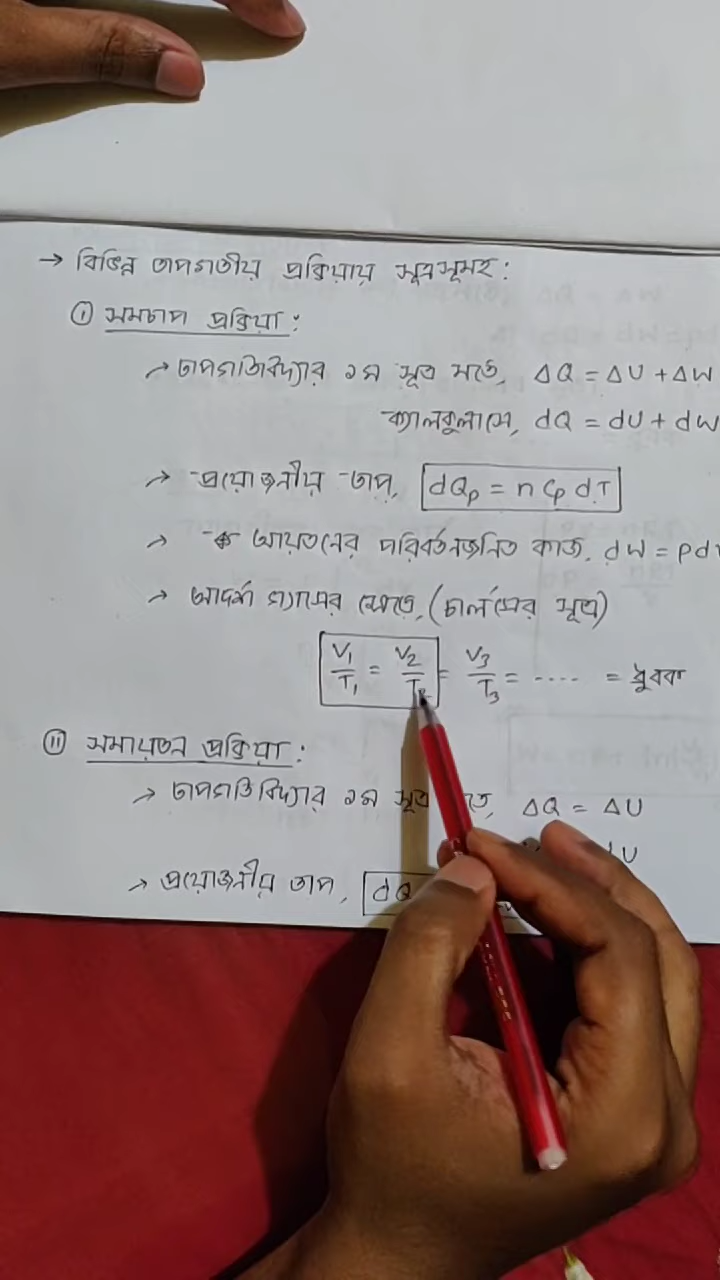 → বিভিন্ন তাপগতীয় প্রক্রিয়ায় সূত্রসমূহ :
① সমচাপ প্রক্রিয়া :
→ তাপগতিবিদ্যার ১ম সূত্র মতে, ΔQ = ΔU + ΔW
ক্যালকুলাসে, dQ = dU + dW
→ প্রয়োজনীয় তাপ, dQp = n Cp dT
→ আয়তনের পরিবর্তনজনিত কাজ, dW = Pd
→ আদর্শ গ্যাসের ক্ষেত্রে, (চার্লসের সূত্র)
V₁/T₁ = V₂/T₂ = V₃/T₃ = .... = ধ্রুবক
⑪ সমায়তন প্রক্রিয়া :
→ তাপগতিবিদ্যার ১ম সূত্র মতে, ΔQ = ΔU
dU
→ প্রয়োজনীয় তাপ, dQ